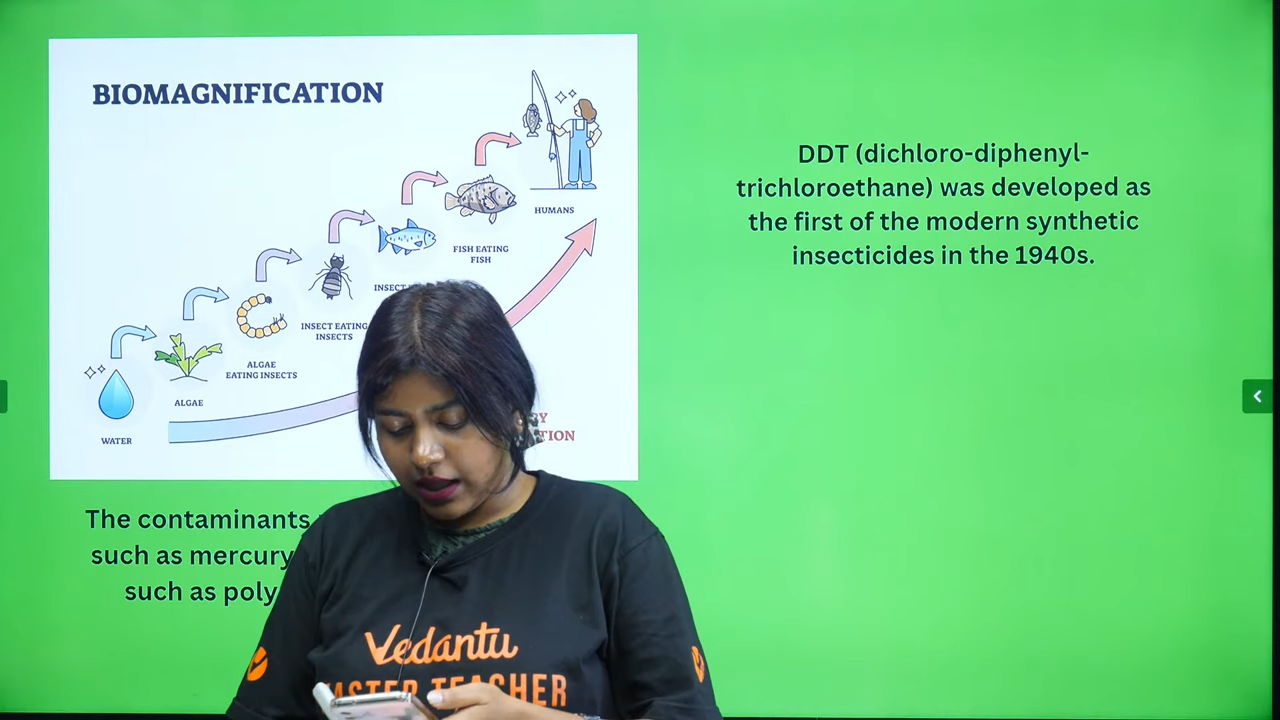 BIOMAGNIFICATION
HUMANS
FISH EATING
FISH
INSECT
INSECT EATING
INSECTS
ALGAE
EATING INSECTS
ALGAE
WATER
The contaminants
such as mercury
such as poly
DDT (dichloro-diphenyl-
trichloroethane) was developed as
the first of the modern synthetic
insecticides in the 1940s.
Vedantu
TEACHER